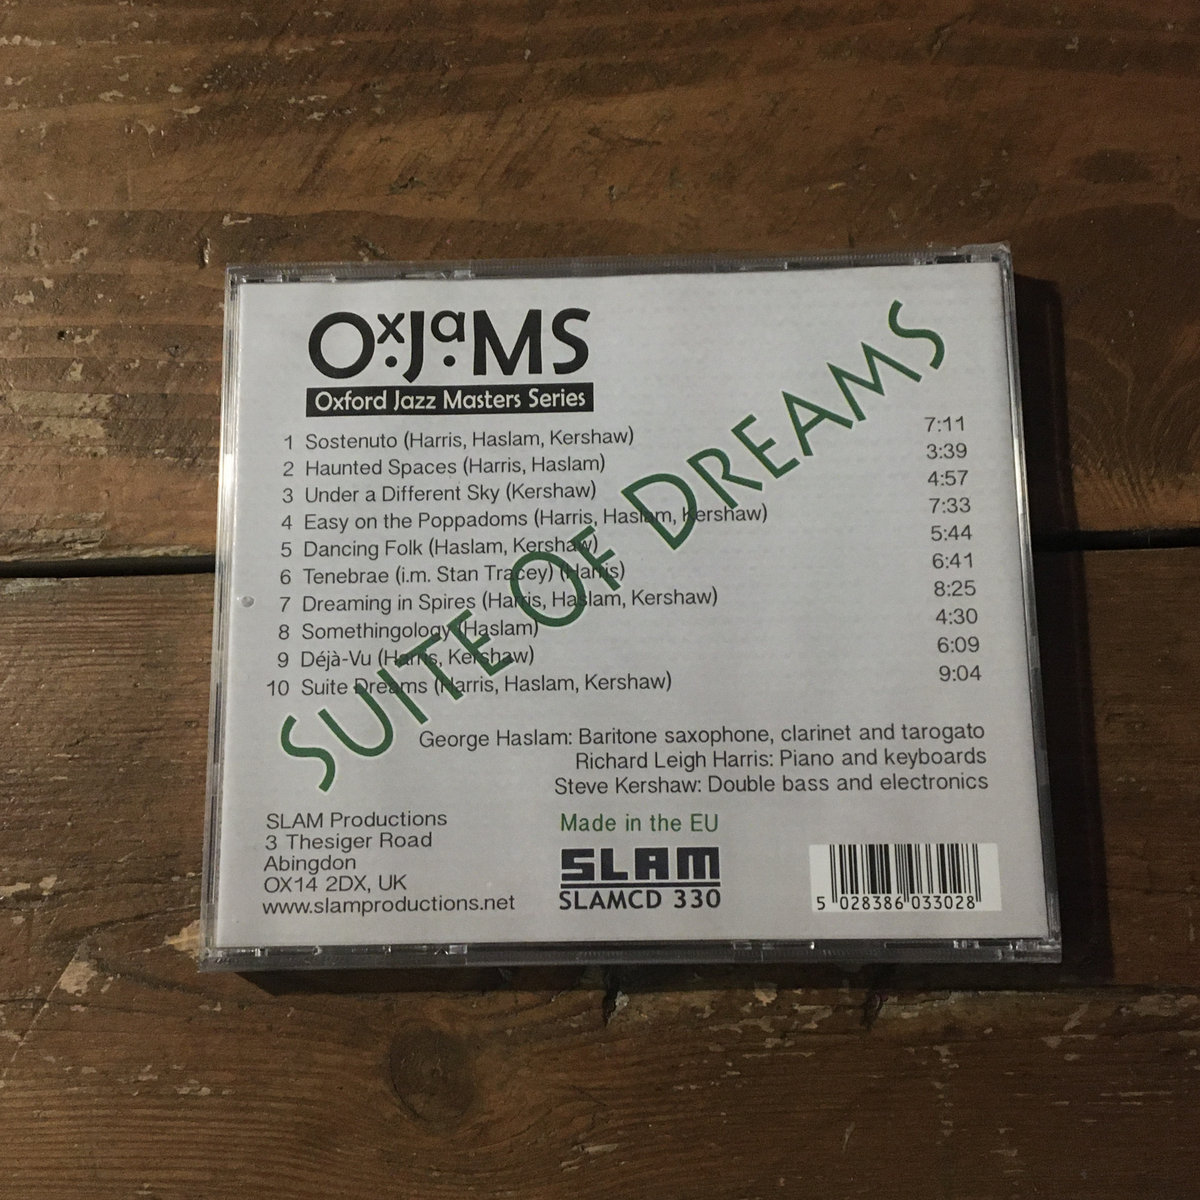 OxJaMS
Oxford Jazz Masters Series
SUITE OF DREAMS
1 Sostenuto (Harris, Haslam, Kershaw) 7:11
2 Haunted Spaces (Harris, Haslam) 3:39
3 Under a Different Sky (Kershaw) 4:57
4 Easy on the Poppadoms (Harris, Haslam, Kershaw) 7:33
5 Dancing Folk (Haslam, Kershaw) 5:44
6 Tenebrae (i.m. Stan Tracey) (Harris) 6:41
7 Dreaming in Spires (Harris, Haslam, Kershaw) 8:25
8 Somethingology (Haslam) 4:30
9 Déjà-Vu (Harris, Kershaw) 6:09
10 Suite Dreams (Harris, Haslam, Kershaw) 9:04
George Haslam: Baritone saxophone, clarinet and tarogato
Richard Leigh Harris: Piano and keyboards
Steve Kershaw: Double bass and electronics
SLAM Productions
3 Thesiger Road
Abingdon
OX14 2DX, UK
www.slamproductions.net
Made in the EU
SLAM
SLAMCD 330
5 028386 033028